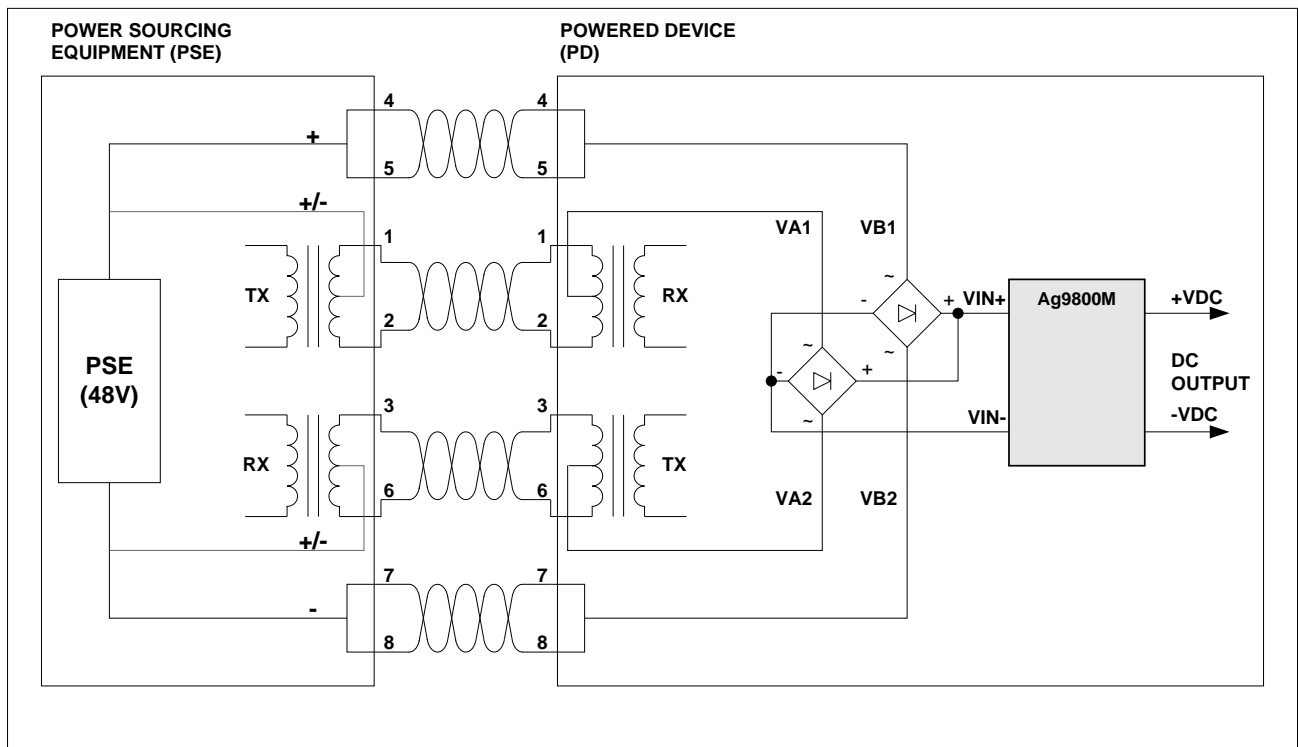 POWER SOURCING
EQUIPMENT (PSE)
POWERED DEVICE
(PD)
4
4
+
5
5
+/-
1
1
VA1
VB1
TX
RX
~
-
+
VIN+
Ag9800M
+VDC
2
2
~
~
PSE
(48V)
-
+
DC
OUTPUT
3
3
~
VIN-
-VDC
RX
TX
6
6
VA2
VB2
+/-
7
7
-
8
8